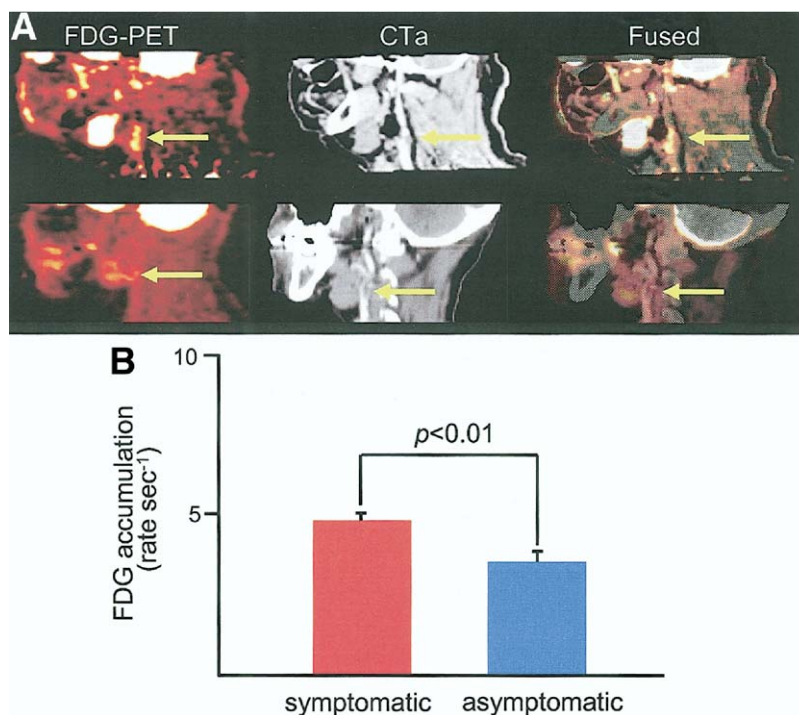 A
FDG-PET
CTa
Fused
B
10
p<0.01
5
FDG accumulation
(rate sec⁻¹)
symptomatic
asymptomatic